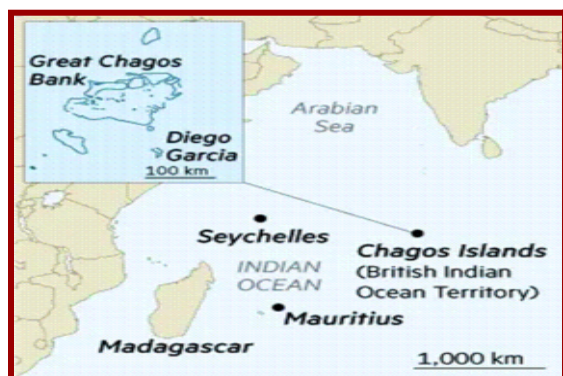 Great Chagos
Bank
Diego
Garcia
100 km
Arabian
Sea
Seychelles
Chagos Islands
(British Indian
Ocean Territory)
INDIAN
OCEAN
Mauritius
Madagascar
1,000 km